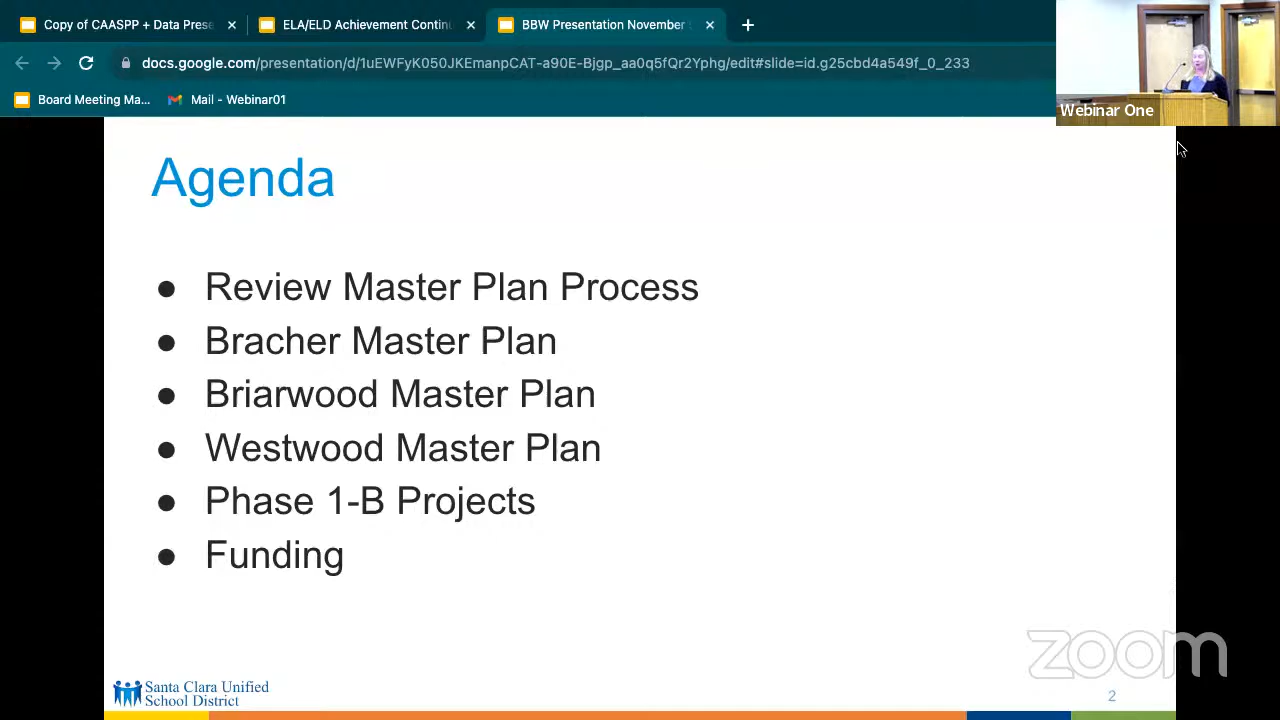 Copy of CAASPP + Data Prese
ELA/ELD Achievement Continu
BBW Presentation November
docs.google.com/presentation/d/1uEWFyK050JKEmanpCAT-a90E-Bjgp_aa0q5fQr2Yphg/edit#slide=id.g25cbd4a549f_0_233
Board Meeting Ma...
Mail - Webinar01
Webinar One
Agenda
● Review Master Plan Process
● Bracher Master Plan
● Briarwood Master Plan
● Westwood Master Plan
● Phase 1-B Projects
● Funding
Santa Clara Unified
School District
2
zoom